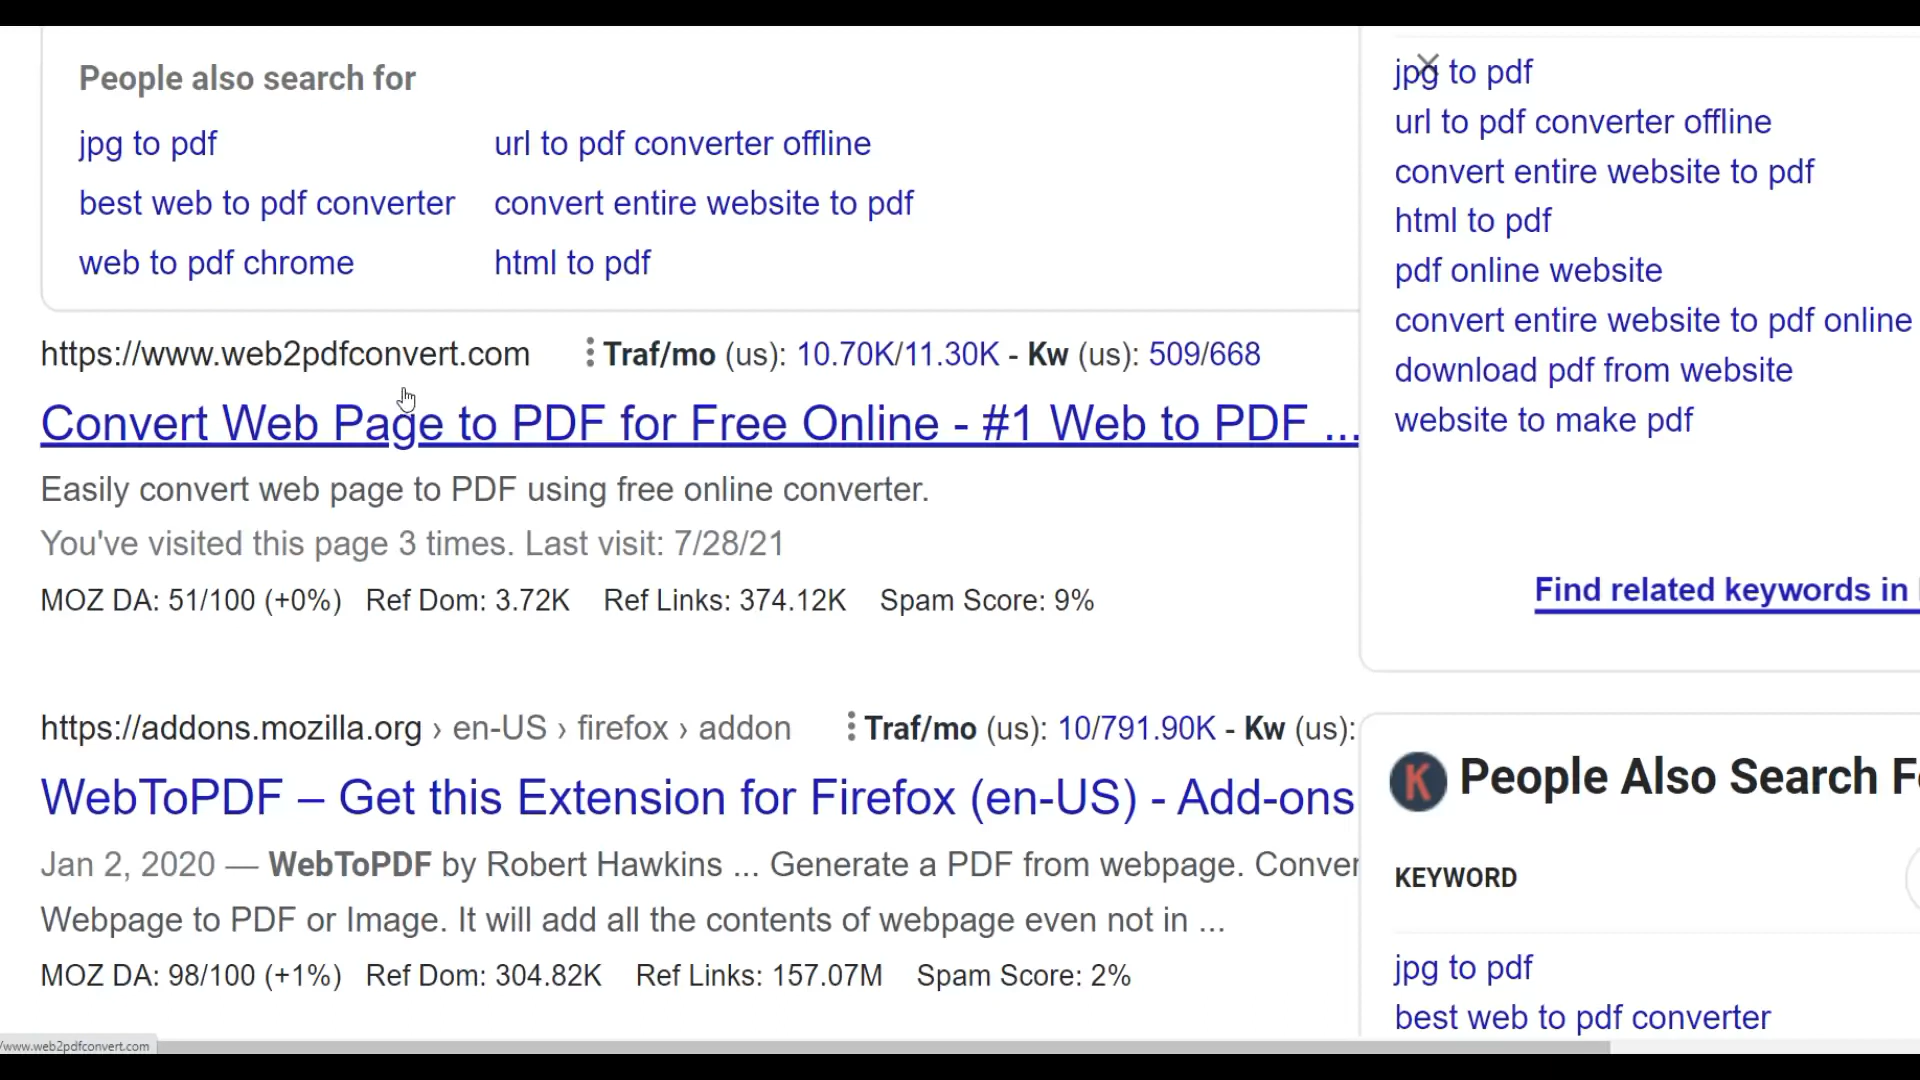 People also search for
jpg to pdf
url to pdf converter offline
best web to pdf converter
convert entire website to pdf
web to pdf chrome
html to pdf
https://www.web2pdfconvert.com
Traf/mo (us): 10.70K/11.30K - Kw (us): 509/668
Convert Web Page to PDF for Free Online - #1 Web to PDF ...
Easily convert web page to PDF using free online converter.
You've visited this page 3 times. Last visit: 7/28/21
MOZ DA: 51/100 (+0%) Ref Dom: 3.72K Ref Links: 374.12K Spam Score: 9%
https://addons.mozilla.org › en-US › firefox › addon
Traf/mo (us): 10/791.90K - Kw (us):
WebToPDF – Get this Extension for Firefox (en-US) - Add-ons
Jan 2, 2020 — WebToPDF by Robert Hawkins ... Generate a PDF from webpage. Conver
Webpage to PDF or Image. It will add all the contents of webpage even not in ...
MOZ DA: 98/100 (+1%) Ref Dom: 304.82K Ref Links: 157.07M Spam Score: 2%
/www.web2pdfconvert.com
jpg to pdf
url to pdf converter offline
convert entire website to pdf
html to pdf
pdf online website
convert entire website to pdf online
download pdf from website
website to make pdf
Find related keywords in
K
People Also Search Fo
KEYWORD
jpg to pdf
best web to pdf converter